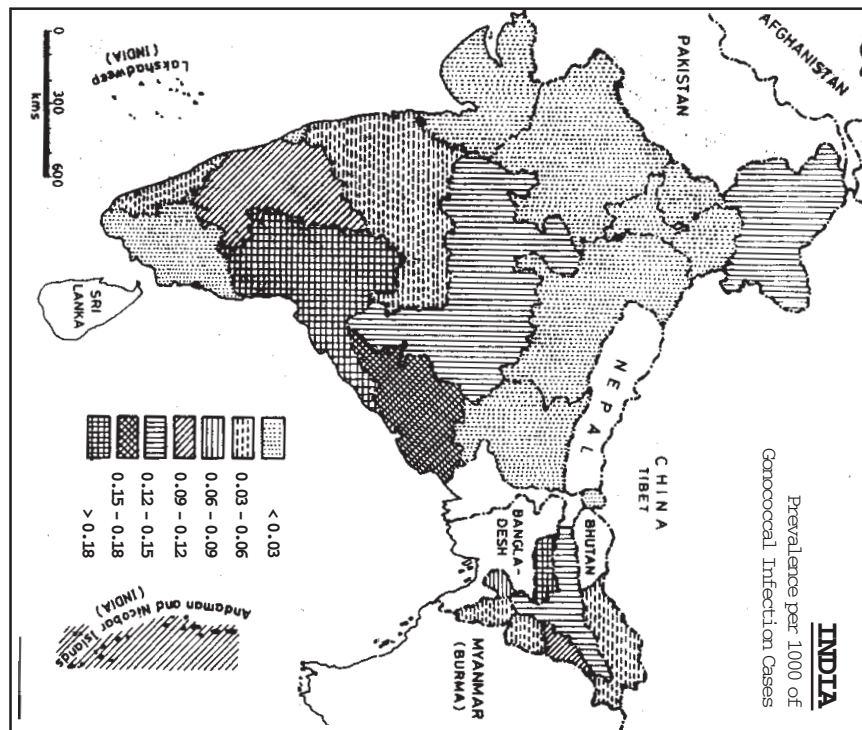 INDIA
Prevalence per 1000 of
Gonococcal Infection Cases
AFGHANISTAN
PAKISTAN
CHINA
TIBET
NEPAL
BHUTAN
BANGLA-
DESH
MYANMAR
(BURMA)
SRI
LANKA
Lakshadweep
(INDIA)
0 300 600
kms
< 0.03
0.03 - 0.06
0.06 - 0.09
0.09 - 0.12
0.12 - 0.15
0.15 - 0.18
> 0.18
Andaman and Nicobar Islands
(INDIA)